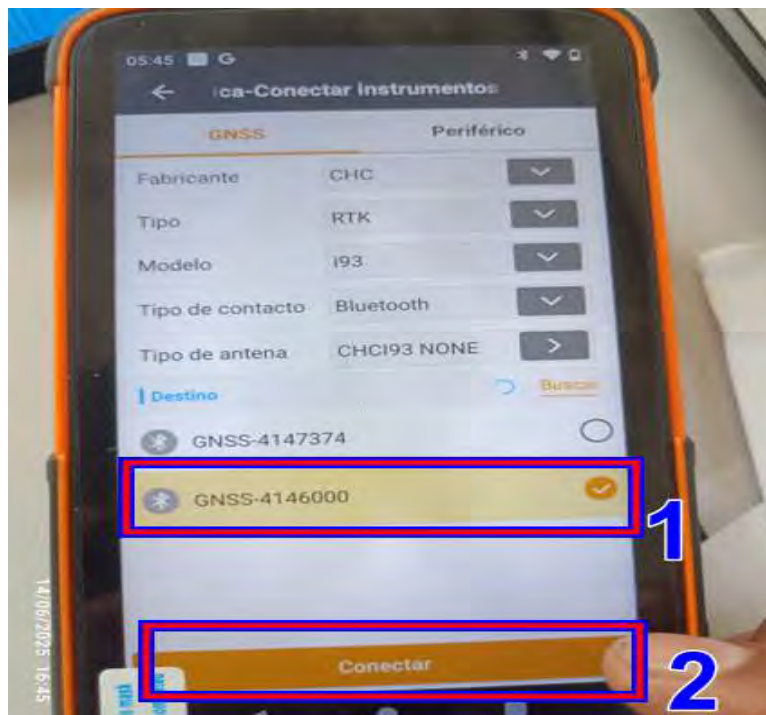 05:45 G
ca-Conectar Instrumentos
GNSS Periférico
Fabricante CHC
Tipo RTK
Modelo i93
Tipo de contacto Bluetooth
Tipo de antena CHCI93 NONE
Destino Buscar
GNSS-4147374
GNSS-4146000
1
Conectar
2
14/06/2025 16:45